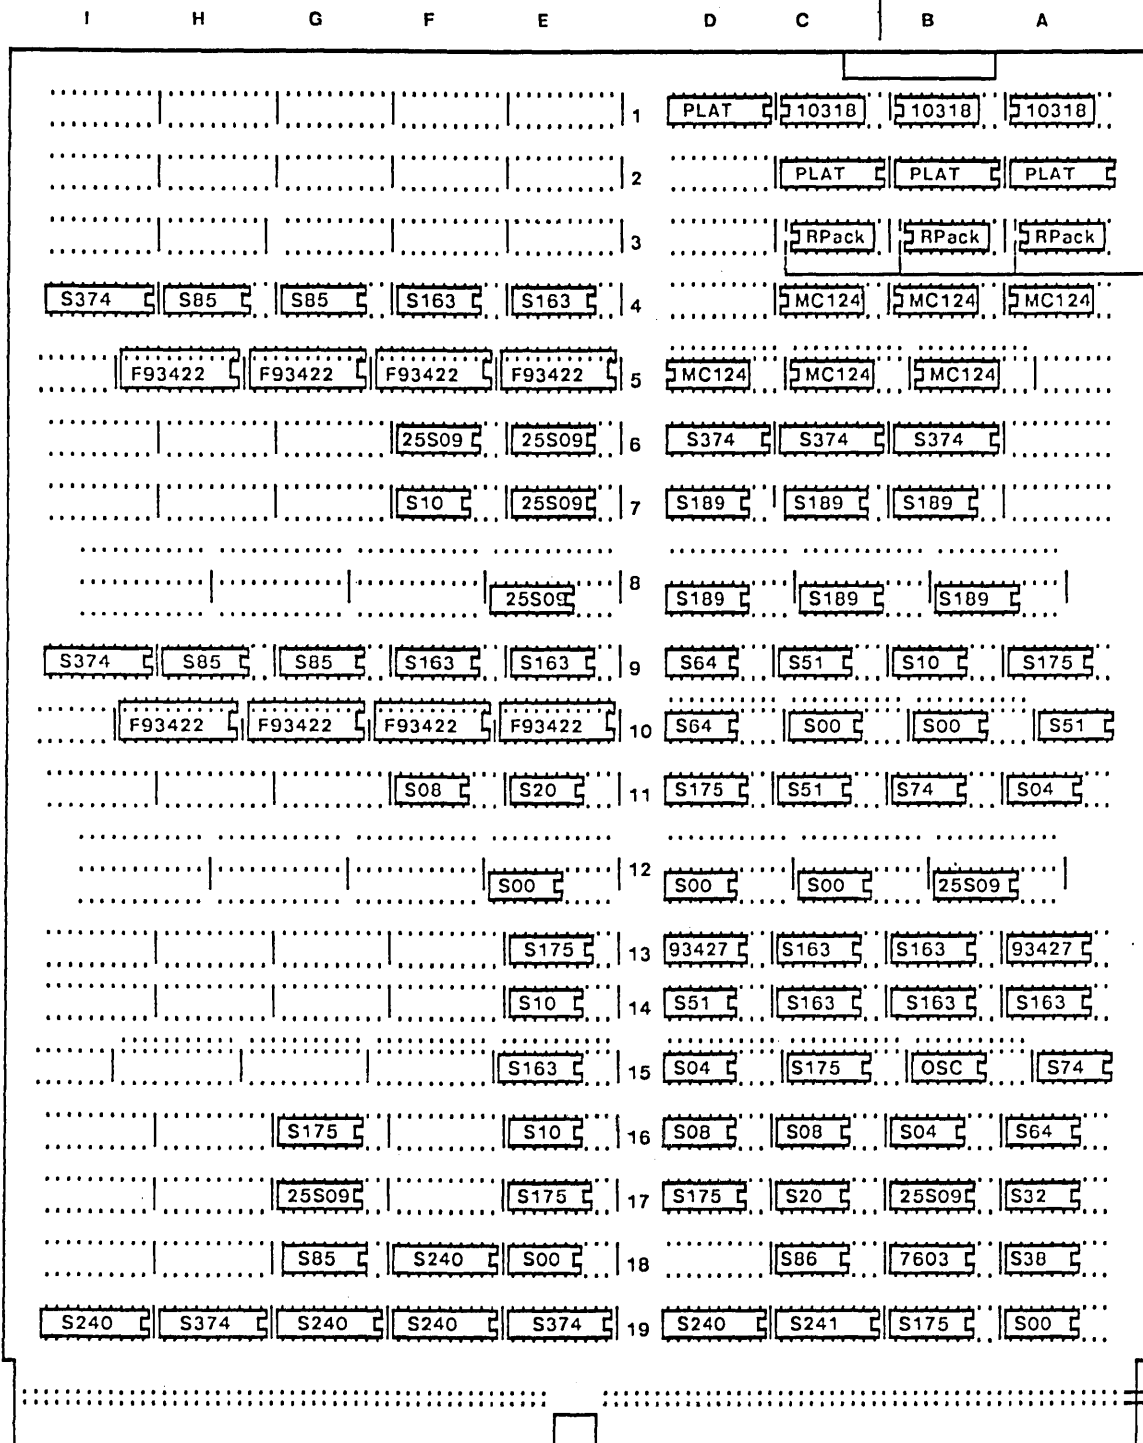 I H G F E D C B A
1 PLAT 10318 10318 10318
2 PLAT PLAT PLAT
3 RPack RPack RPack
S374 S85 S85 S163 S163 4 MC124 MC124 MC124
F93422 F93422 F93422 F93422 5 MC124 MC124 MC124
25S09 25S09 6 S374 S374 S374
S10 25S09 7 S189 S189 S189
25S09 8 S189 S189 S189
S374 S85 S85 S163 S163 9 S64 S51 S10 S175
F93422 F93422 F93422 F93422 10 S64 S00 S00 S51
S08 S20 11 S175 S51 S74 S04
S00 12 S00 S00 25S09
S175 13 93427 S163 S163 93427
S10 14 S51 S163 S163 S163
S163 15 S04 S175 OSC S74
S175 S10 16 S08 S08 S04 S64
25S09 S175 17 S175 S20 25S09 S32
S85 S240 S00 18 S86 7603 S38
S240 S374 S240 S240 S374 19 S240 S241 S175 S00